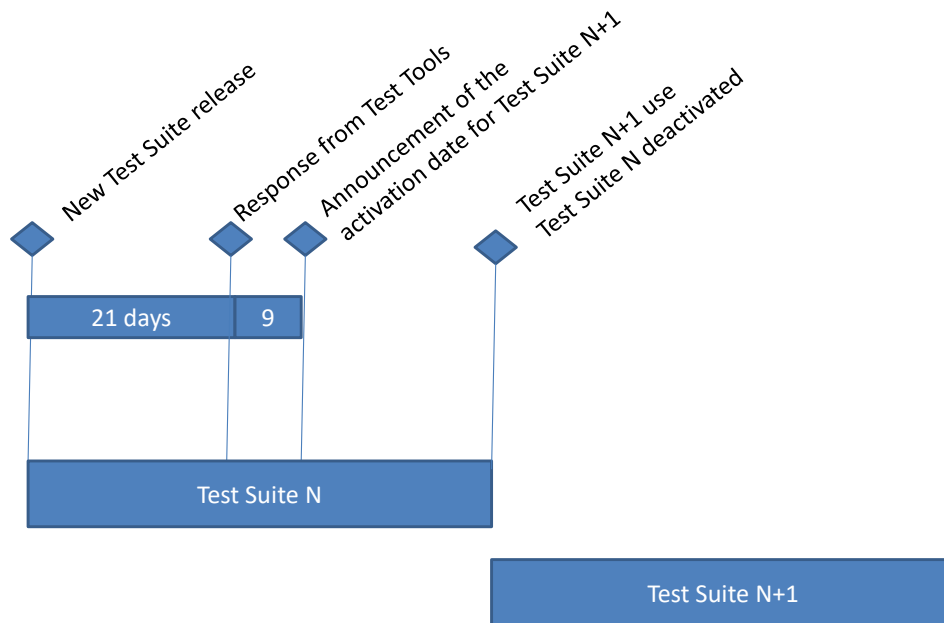 New Test Suite release
Response from Test Tools
Announcement of the
activation date for Test Suite N+1
Test Suite N+1 use
Test Suite N deactivated
21 days
9
Test Suite N
Test Suite N+1